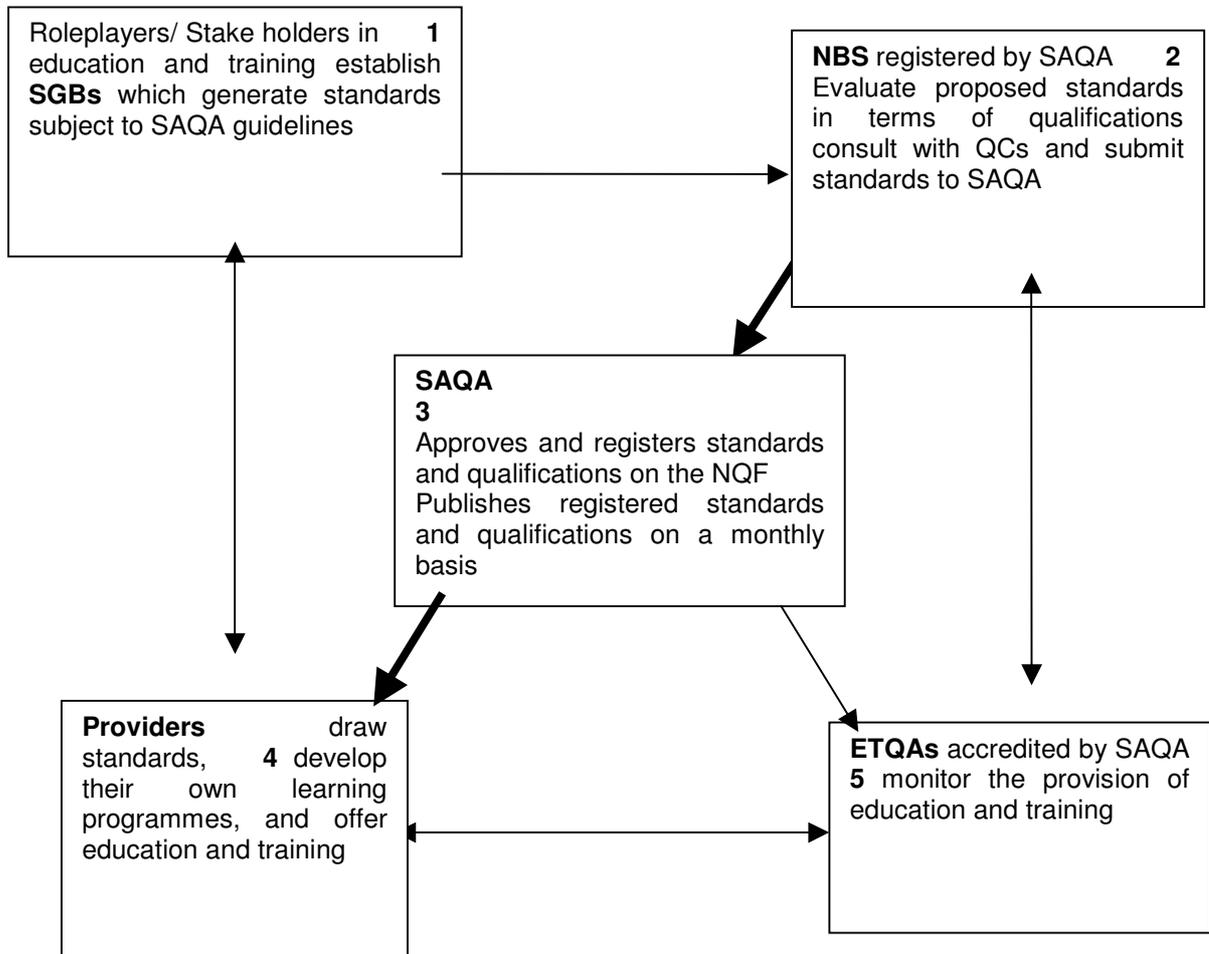 Roleplayers/ Stake holders in 1
education and training establish
SGBs which generate standards
subject to SAQA guidelines
NBS registered by SAQA 2
Evaluate proposed standards
in terms of qualifications
consult with QCs and submit
standards to SAQA
SAQA
3
Approves and registers standards
and qualifications on the NQF
Publishes registered standards
and qualifications on a monthly
basis
Providers draw
standards, 4 develop
their own learning
programmes, and offer
education and training
ETQAs accredited by SAQA
5 monitor the provision of
education and training